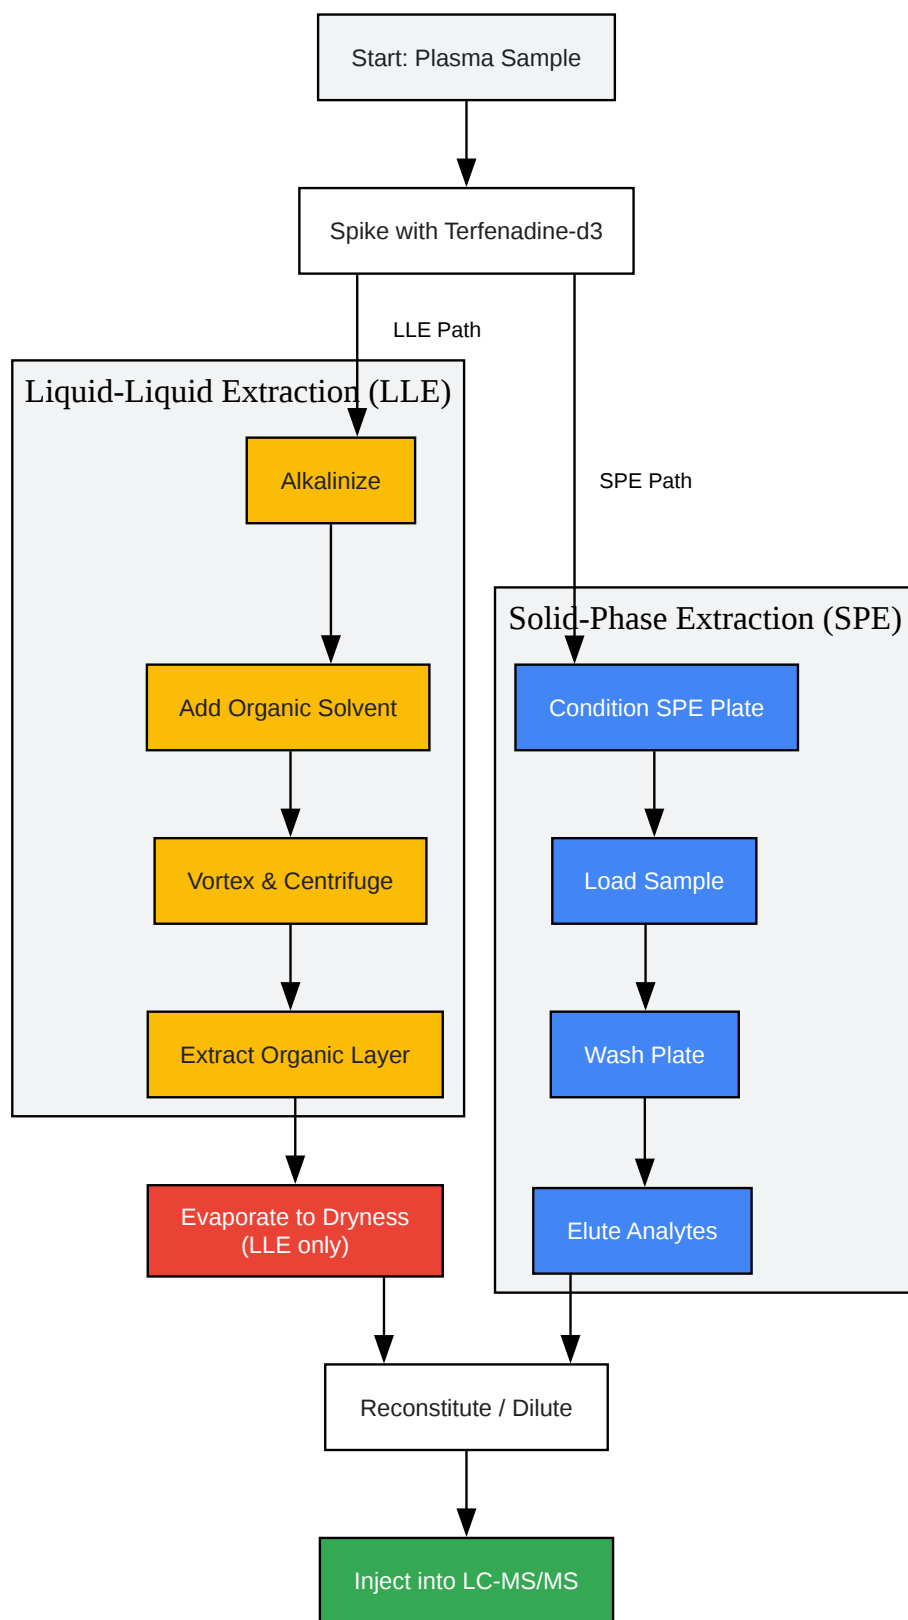 Start: Plasma Sample
Spike with Terfenadine-d3
LLE Path
Liquid-Liquid Extraction (LLE)
Alkalinize
SPE Path
Solid-Phase Extraction (SPE)
Add Organic Solvent
Condition SPE Plate
Vortex & Centrifuge
Load Sample
Extract Organic Layer
Wash Plate
Evaporate to Dryness
(LLE only)
Elute Analytes
Reconstitute / Dilute
Inject into LC-MS/MS